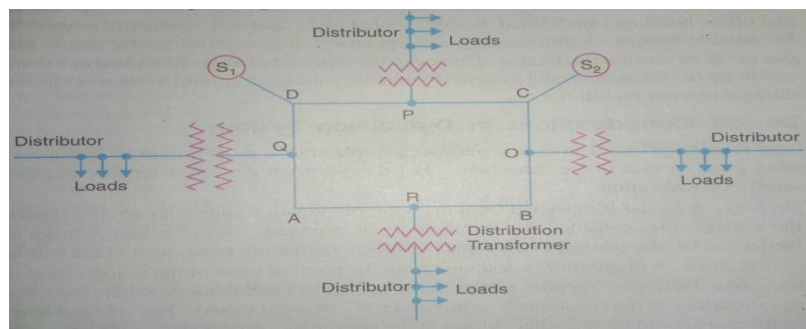 Distributor
Loads
S1
S2
D
C
P
Distributor
Loads
Q
O
Distributor
Loads
A
R
B
Distribution
Transformer
Distributor
Loads